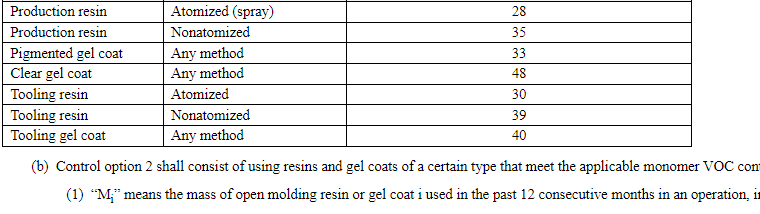 Production resin Atomized (spray) 28
Production resin Nonatomized 35
Pigmented gel coat Any method 33
Clear gel coat Any method 48
Tooling resin Atomized 30
Tooling resin Nonatomized 39
Tooling gel coat Any method 40
(b) Control option 2 shall consist of using resins and gel coats of a certain type that meet the applicable monomer VOC
(1) “Mi” means the mass of open molding resin or gel coat i used in the past 12 consecutive months in an operation,